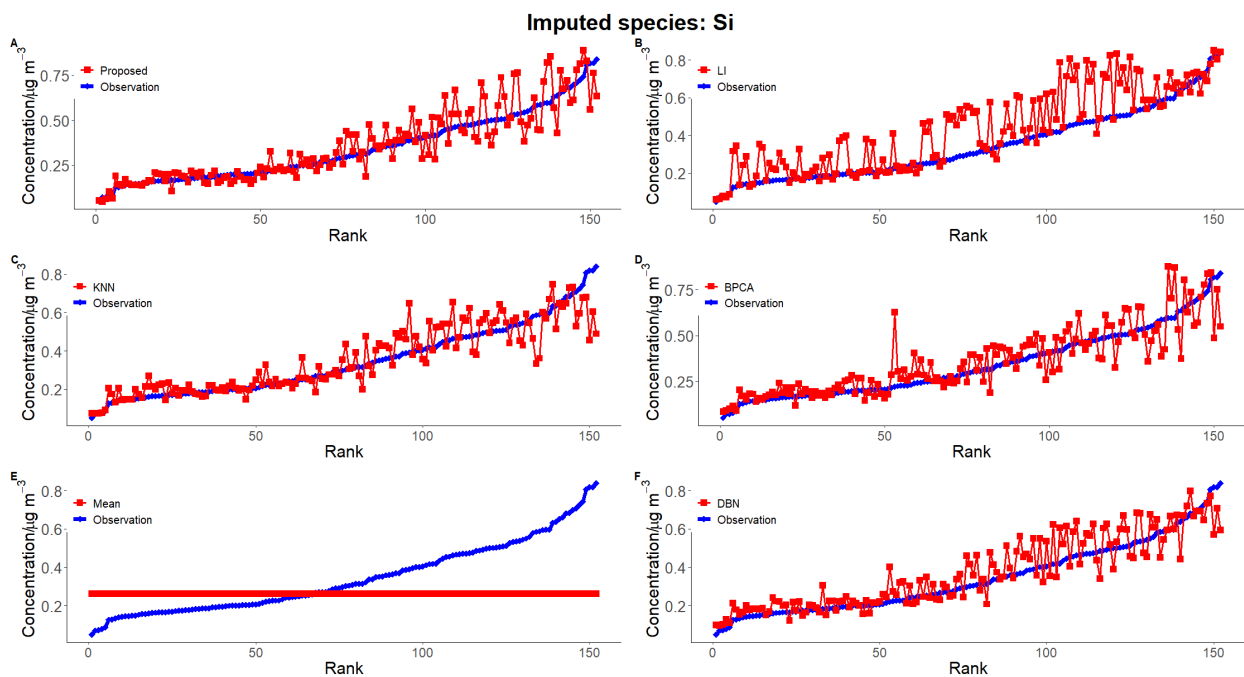 Imputed species: Si
A
Proposed
Observation
Concentration/μg m⁻³
0.75
0.50
0.25
0
50
100
150
Rank
B
LI
Observation
Concentration/μg m⁻³
0.8
0.6
0.4
0.2
0
50
100
150
Rank
C
KNN
Observation
Concentration/μg m⁻³
0.8
0.6
0.4
0.2
0
50
100
150
Rank
D
BPCA
Observation
Concentration/μg m⁻³
0.75
0.50
0.25
0
50
100
150
Rank
E
Mean
Observation
Concentration/μg m⁻³
0.8
0.6
0.4
0.2
0
50
100
150
Rank
F
DBN
Observation
Concentration/μg m⁻³
0.8
0.6
0.4
0.2
0
50
100
150
Rank